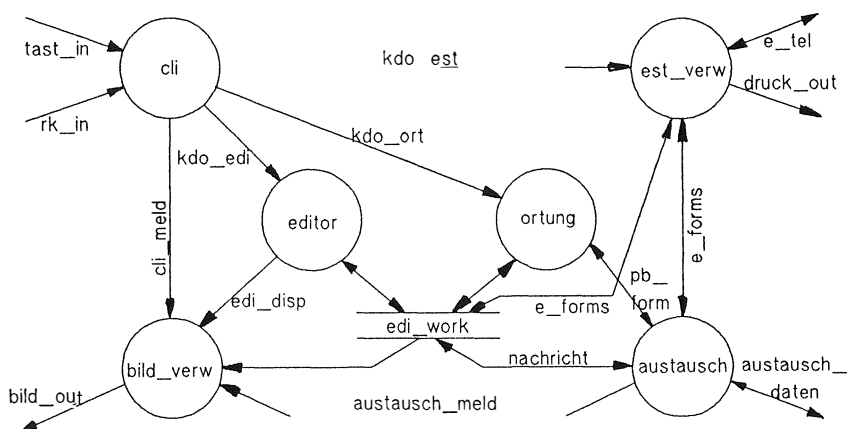 tast_in
cli
kdo est
est_verw
e_tel
druck_out
rk_in
kdo_ort
kdo_edi
cli_meld
editor
ortung
e_forms
edi_disp
pb_
form
e_forms
edi_work
bild_verw
nachricht
austausch
austausch_
daten
bild_out
austausch_meld